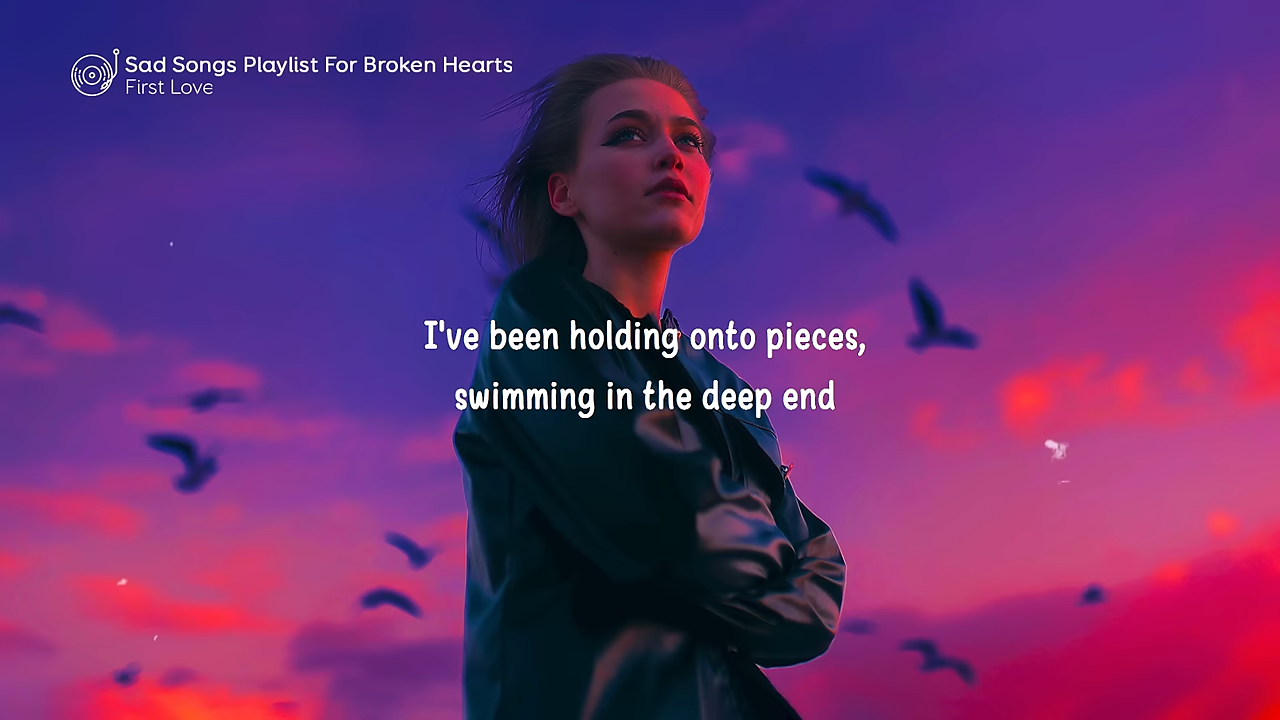 Sad Songs Playlist For Broken Hearts
First Love
I've been holding onto pieces,
swimming in the deep end